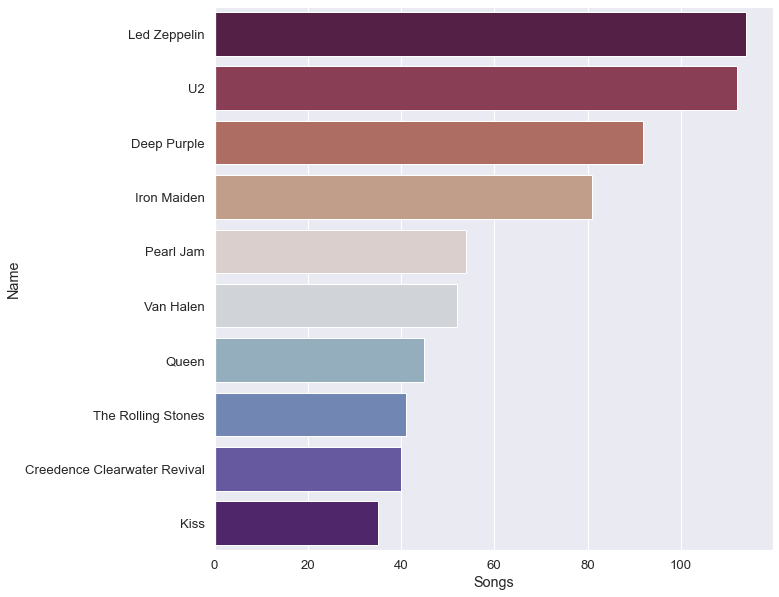 Led Zeppelin
U2
Deep Purple
Iron Maiden
Pearl Jam
Van Halen
Queen
The Rolling Stones
Creedence Clearwater Revival
Kiss
Name
0 20 40 60 80 100
Songs